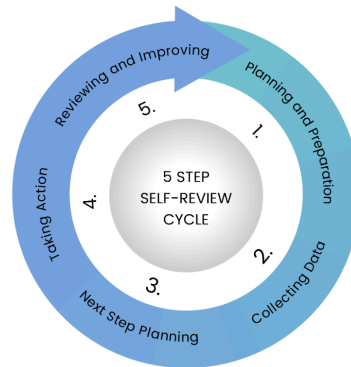 5 STEP
SELF-REVIEW
CYCLE
1.
Planning and Preparation
2.
Collecting Data
3.
Next Step Planning
4.
Taking Action
5.
Reviewing and Improving